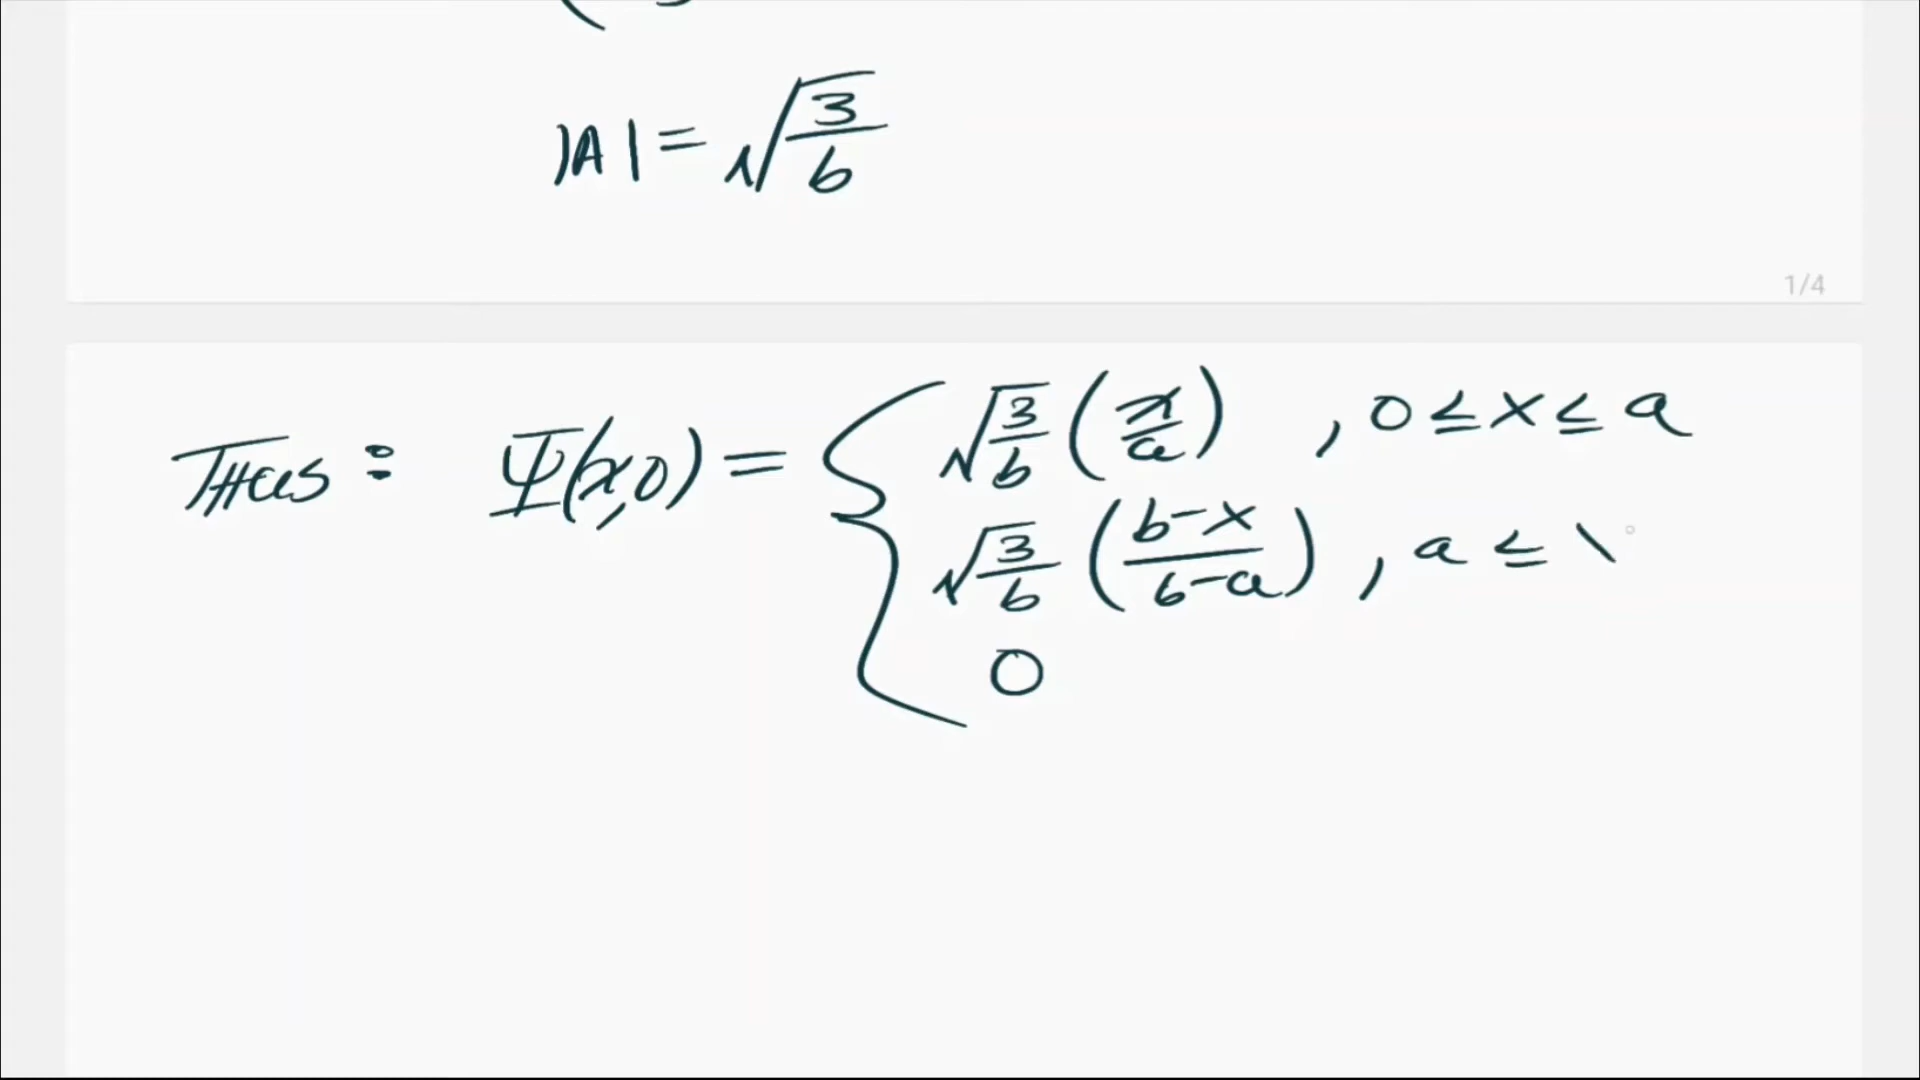 |A| = √(3/b)
1/4
THUS : Ψ(x,0) = { √(3/b) (x/a) , 0 ≤ x ≤ a
√(3/b) ((b-x)/(b-a)) , a ≤ \
0